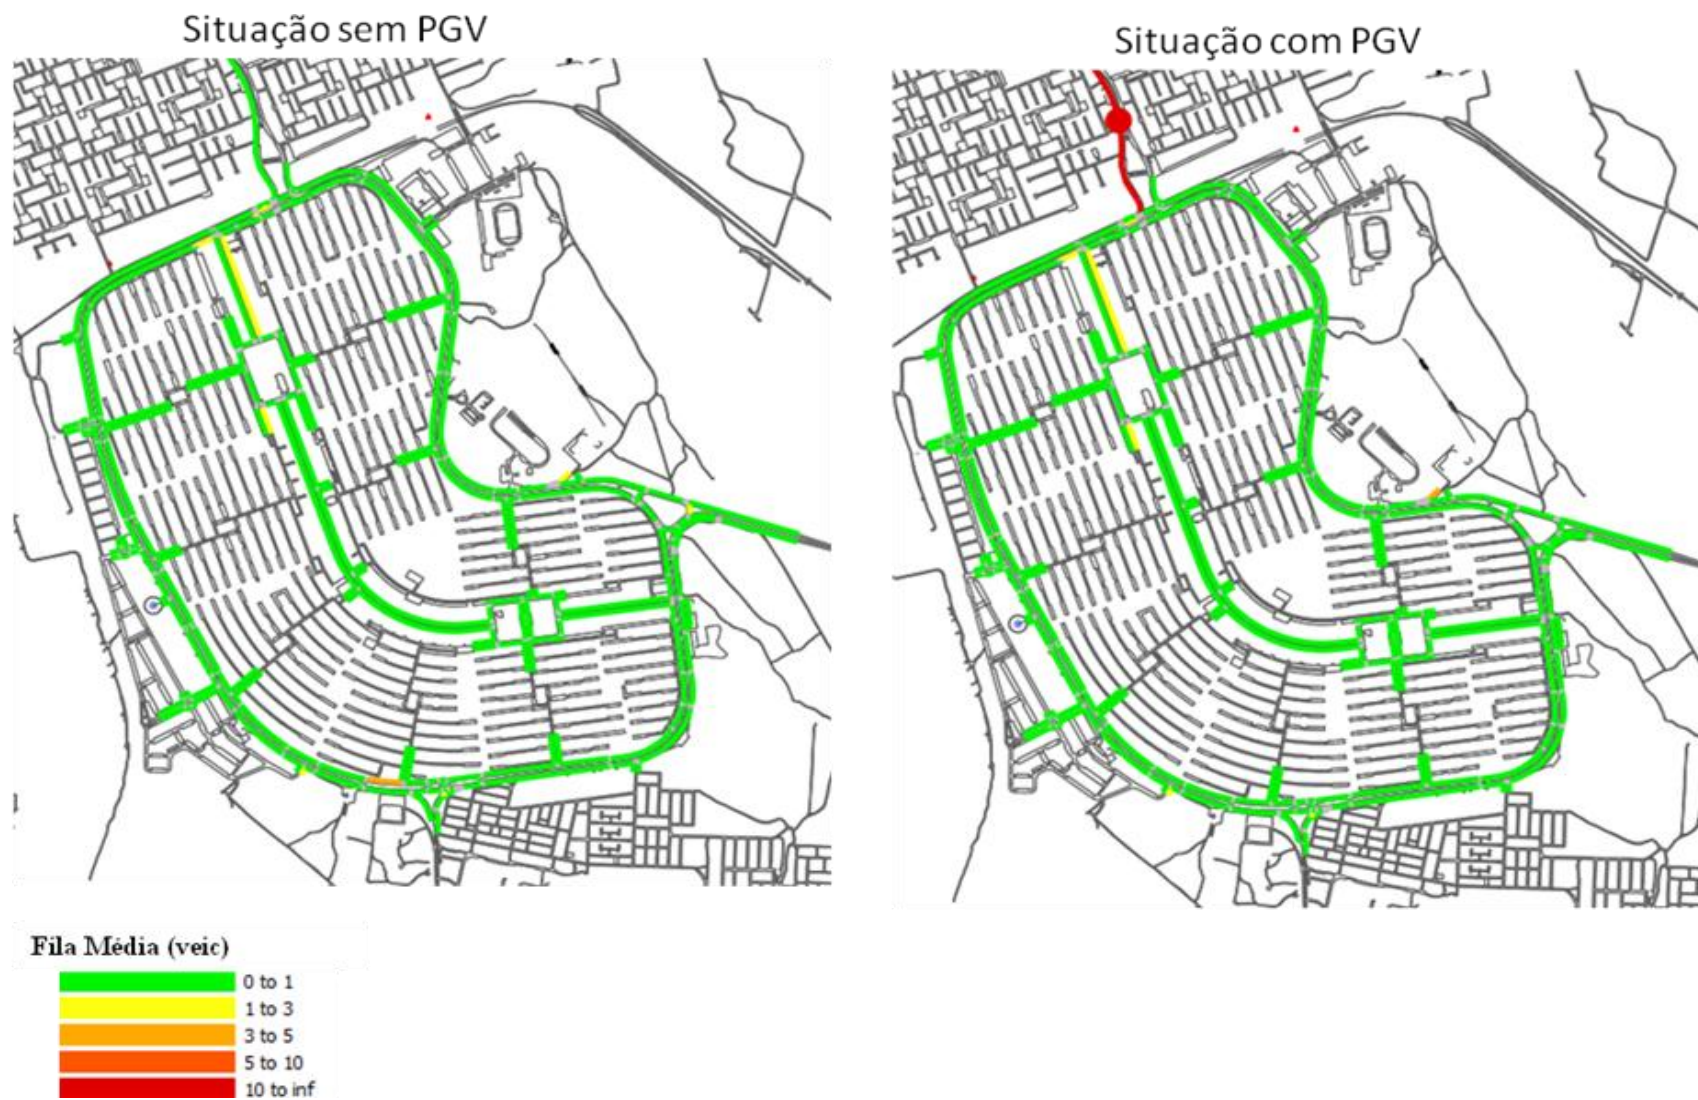 Situação sem PGV
Situação com PGV
Fila Média (veic)
0 to 1
1 to 3
3 to 5
5 to 10
10 to inf